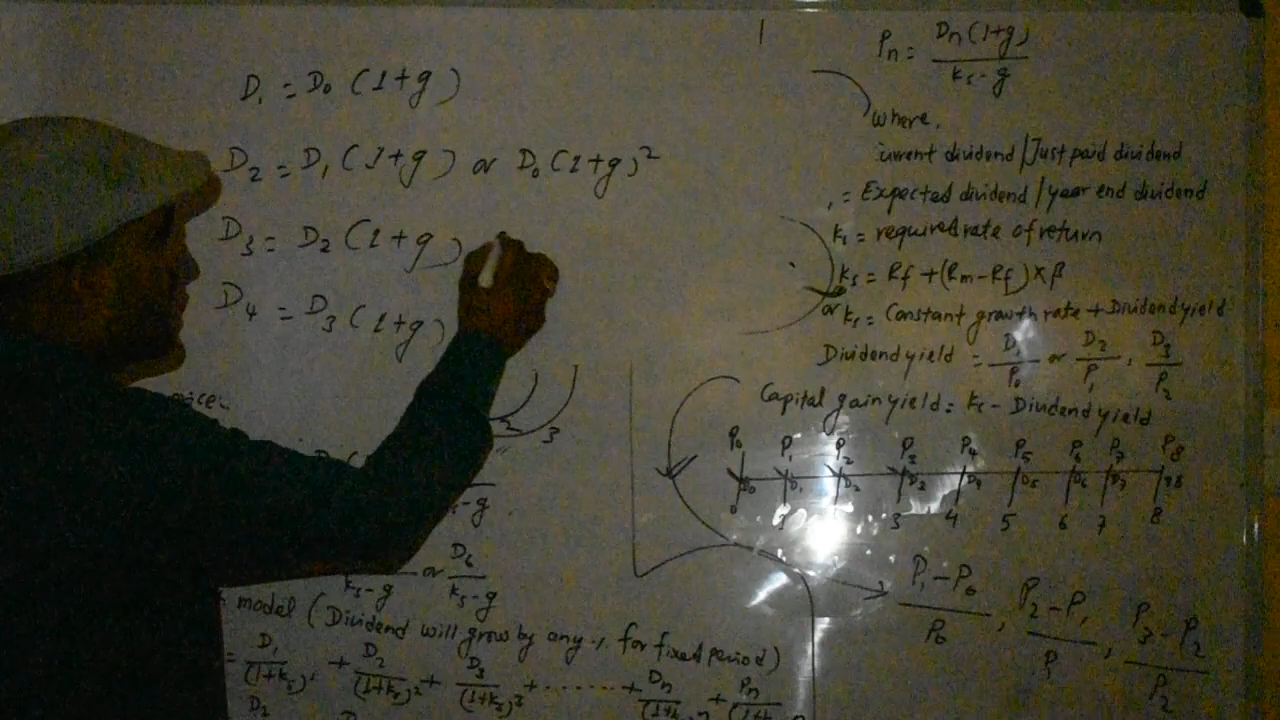 D₁ = D₀ (1+g)
D₂ = D₁ (1+g) or D₀ (1+g)²
D₃ = D₂ (1+g)
D₄ = D₃ (1+g)
2 3
-g
kₛ-g or D₆/kₛ-g
model (Dividend will grow by any % for fixed period)
= D₁/(1+kₛ)¹ + D₂/(1+kₛ)² + D₃/(1+kₛ)³ + ........ + Dn/(1+k + Pn/(1+k
D₂
Pn = Dn(1+g)/kₛ-g
where,
current dividend/Just paid dividend
= Expected dividend/year end dividend
kₛ = required rate of return
kₛ = Rf + (Rm-Rf)×β
or kₛ = Constant growth rate + Dividend yield
Dividend yield = D₁/P₀ or D₂/P₁, D₃/P₂
Capital gain yield = kₛ - Dividend yield
P₀ P₁ P₂ P₃ P₄ P₅ P₆ P₇ P₈
D₀ D₁ D₂ D₃ D₄ D₅ D₆ D₇ D8
0 1 3 4 5 6 7 8
P₁-P₀/P₀, P₂-P₁/P, P₃-P₂/P₂